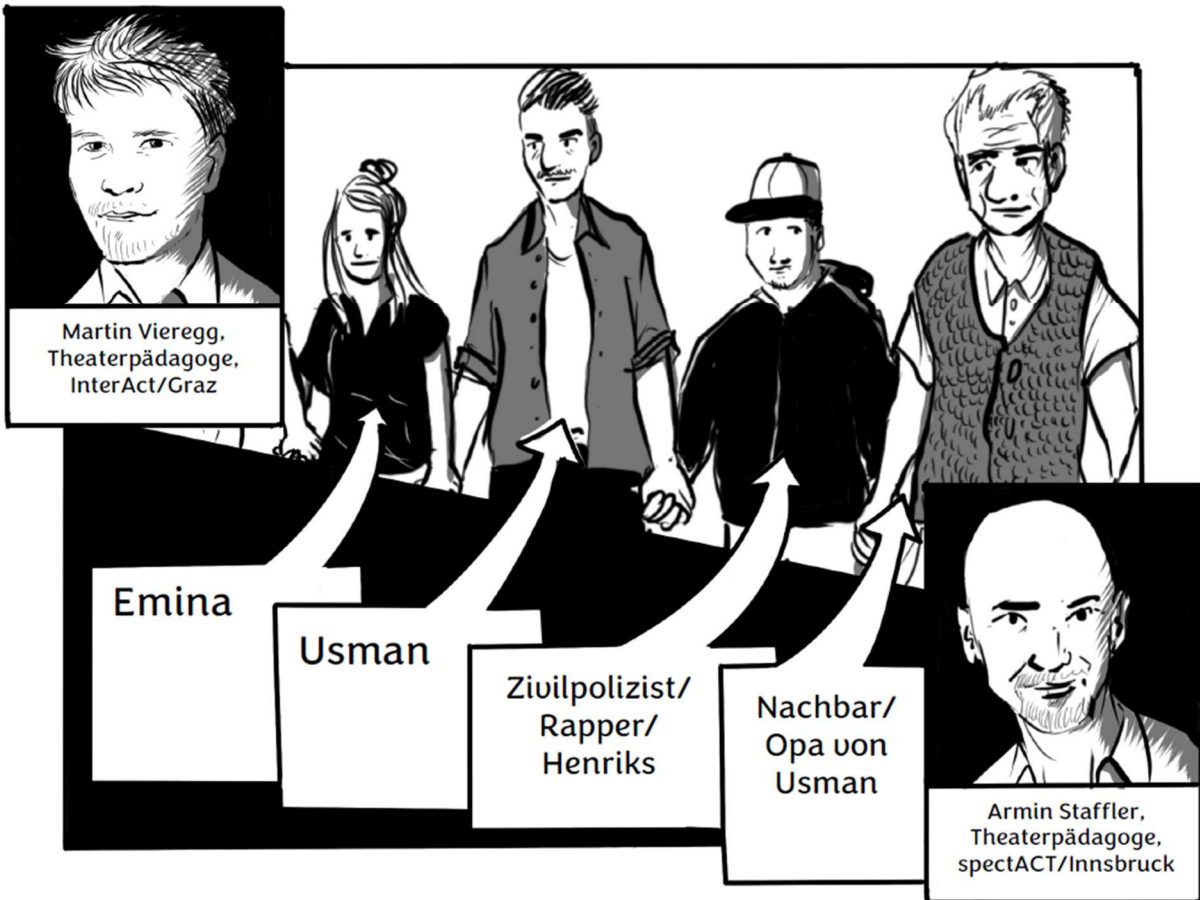 Martin Vieregg,
Theaterpädagoge,
InterAct/Graz
Emina
Usman
Zivilpolizist/
Rapper/
Henriks
Nachbar/
Opa von
Usman
Armin Staffler,
Theaterpädagoge,
spectACT/Innsbruck